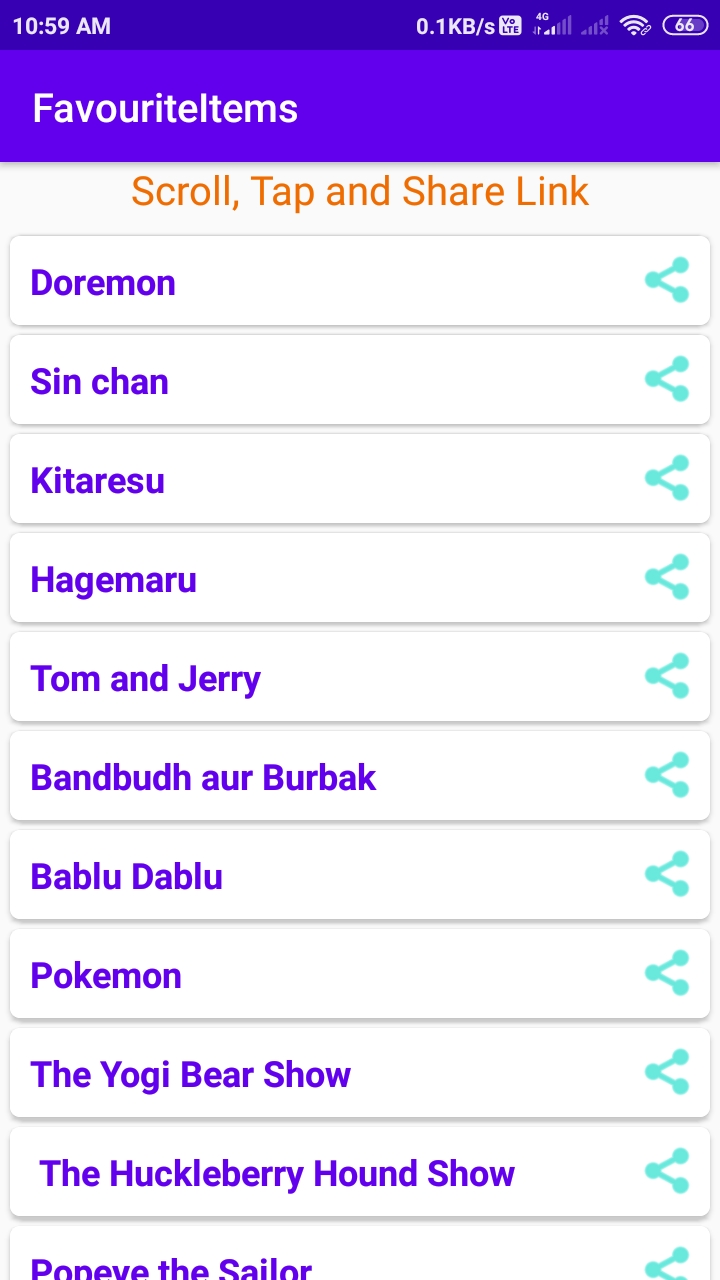 10:59 AM
0.1KB/s Vo LTE 4G 66
FavouriteItems
Scroll, Tap and Share Link
Doremon
Sin chan
Kitaresu
Hagemaru
Tom and Jerry
Bandbudh aur Burbak
Bablu Dablu
Pokemon
The Yogi Bear Show
The Huckleberry Hound Show
Popeye the Sailor